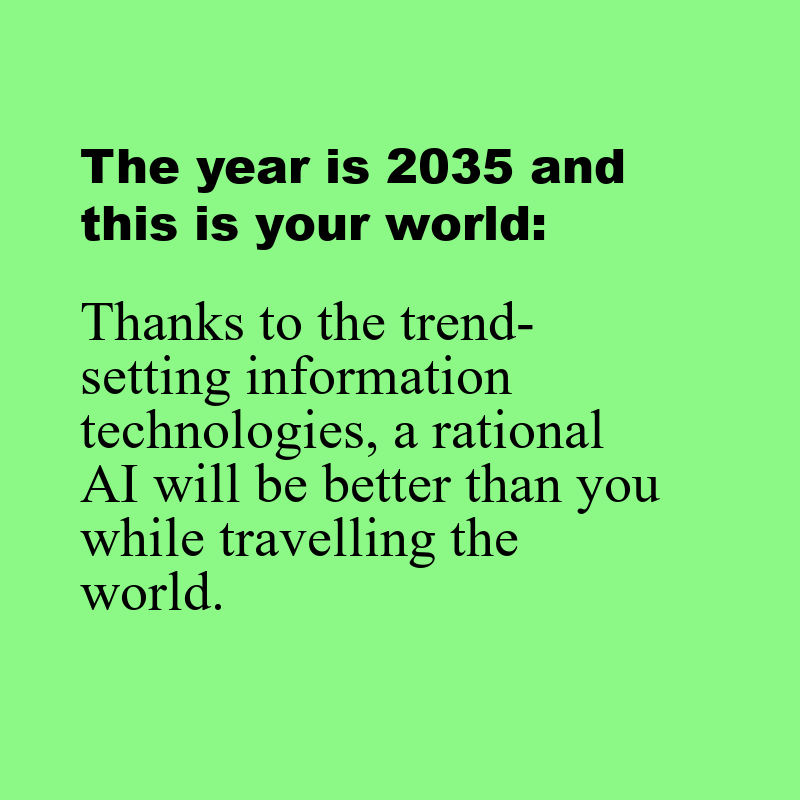 The year is 2035 and
this is your world:
Thanks to the trend-
setting information
technologies, a rational
AI will be better than you
while travelling the
world.